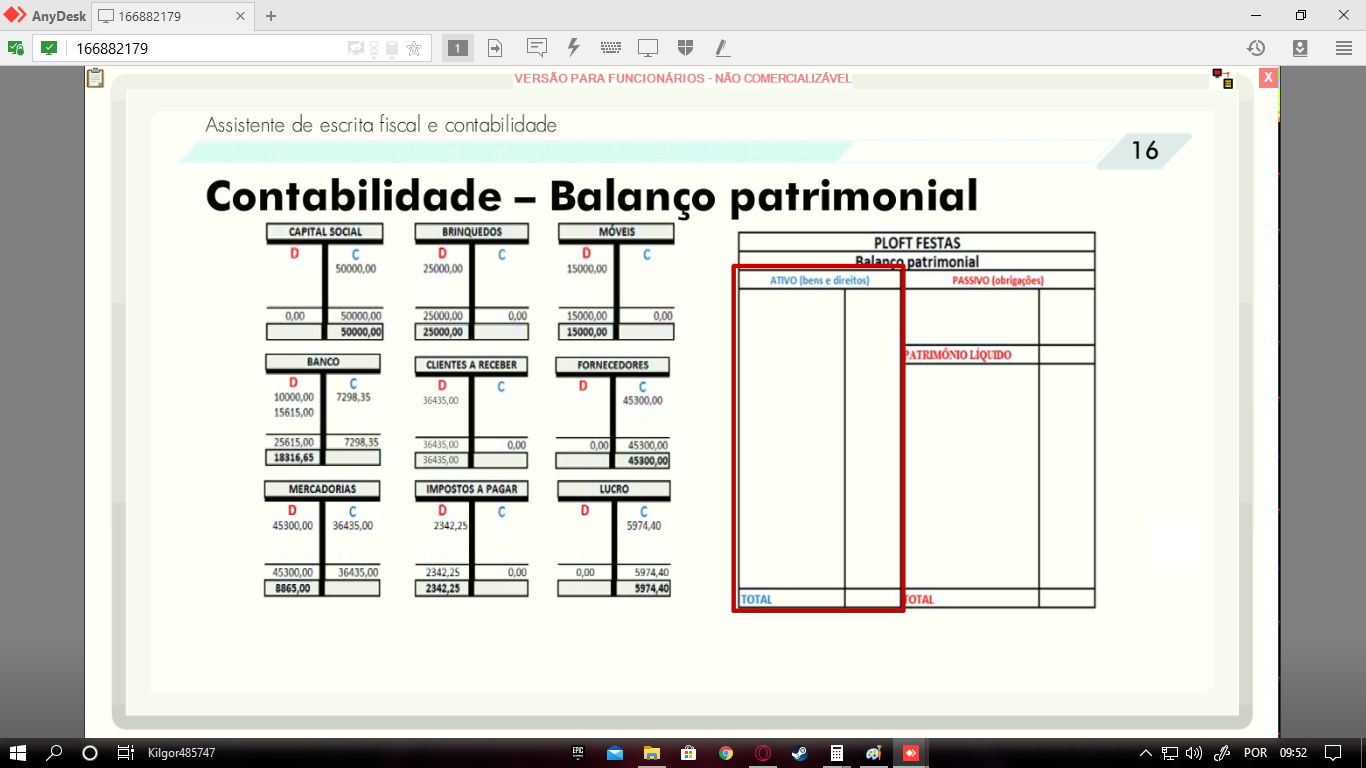 AnyDesk
166882179
166882179
1
VERSÃO PARA FUNCIONÁRIOS - NÃO COMERCIALIZÁVEL
X
Assistente de escrita fiscal e contabilidade
16
Contabilidade – Balanço patrimonial
CAPITAL SOCIAL
D C
50000,00
0,00 50000,00
50000,00
BRINQUEDOS
D C
25000,00
25000,00 0,00
25000,00
MÓVEIS
D C
15000,00
15000,00 0,00
15000,00
BANCO
D C
10000,00 7298,35
15615,00
25615,00 7298,35
18316,65
CLIENTES A RECEBER
D C
36435,00
36435,00 0,00
36435,00
FORNECEDORES
D C
45300,00
0,00 45300,00
45300,00
MERCADORIAS
D C
45300,00 36435,00
45300,00 36435,00
8865,00
IMPOSTOS A PAGAR
D C
2342,25
2342,25 0,00
2342,25
LUCRO
D C
5974,40
0,00 5974,40
5974,40
PLOFT FESTAS
Balanço patrimonial
ATIVO (bens e direitos) PASSIVO (obrigações)
PATRIMÔNIO LÍQUIDO
TOTAL TOTAL
Kilgor485747
EPIC
GAMES
POR 09:52